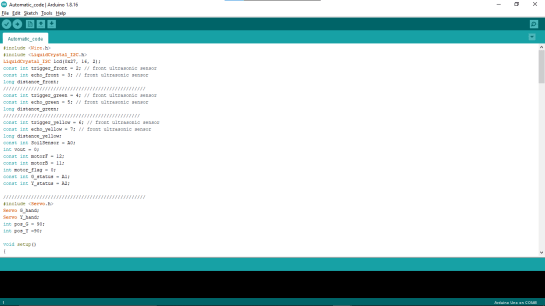 Automatic_code | Arduino 1.8.16
File Edit Sketch Tools Help
Automatic_code
#include <Wire.h>
#include <LiquidCrystal_I2C.h>
LiquidCrystal_I2C lcd(0x27, 16, 2);
const int trigger_front = 2; // front ultrasonic sensor
const int echo_front = 3; // front ultrasonic sensor
long distance_front;
////////////////////////////////////////////////////
const int trigger_green = 4; // front ultrasonic sensor
const int echo_green = 5; // front ultrasonic sensor
long distance_green;
//////////////////////////////////////////////////
const int trigger_yellow = 6; // front ultrasonic sensor
const int echo_yellow = 7; // front ultrasonic sensor
long distance_yellow;
const int SoilSensor = A0;
int Vout = 0;
const int motorF = 12;
const int motorB = 11;
int motor_flag = 0;
const int G_status = A1;
const int Y_status = A2;
////////////////////////////////////////////////////
#include <Servo.h>
Servo G_hand;
Servo Y_hand;
int pos_G = 90;
int pos_Y =90;
void setup()
{
1
Arduino Uno on COM8